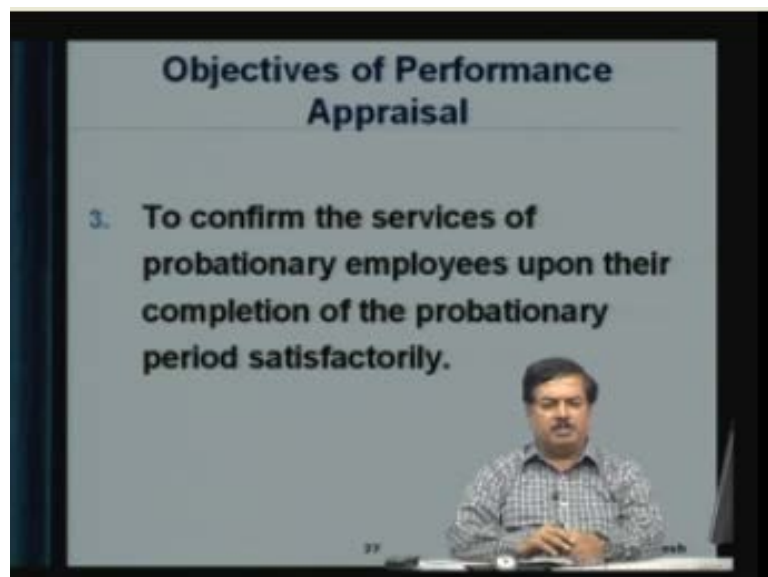 Objectives of Performance
Appraisal
3. To confirm the services of
probationary employees upon their
completion of the probationary
period satisfactorily.
37